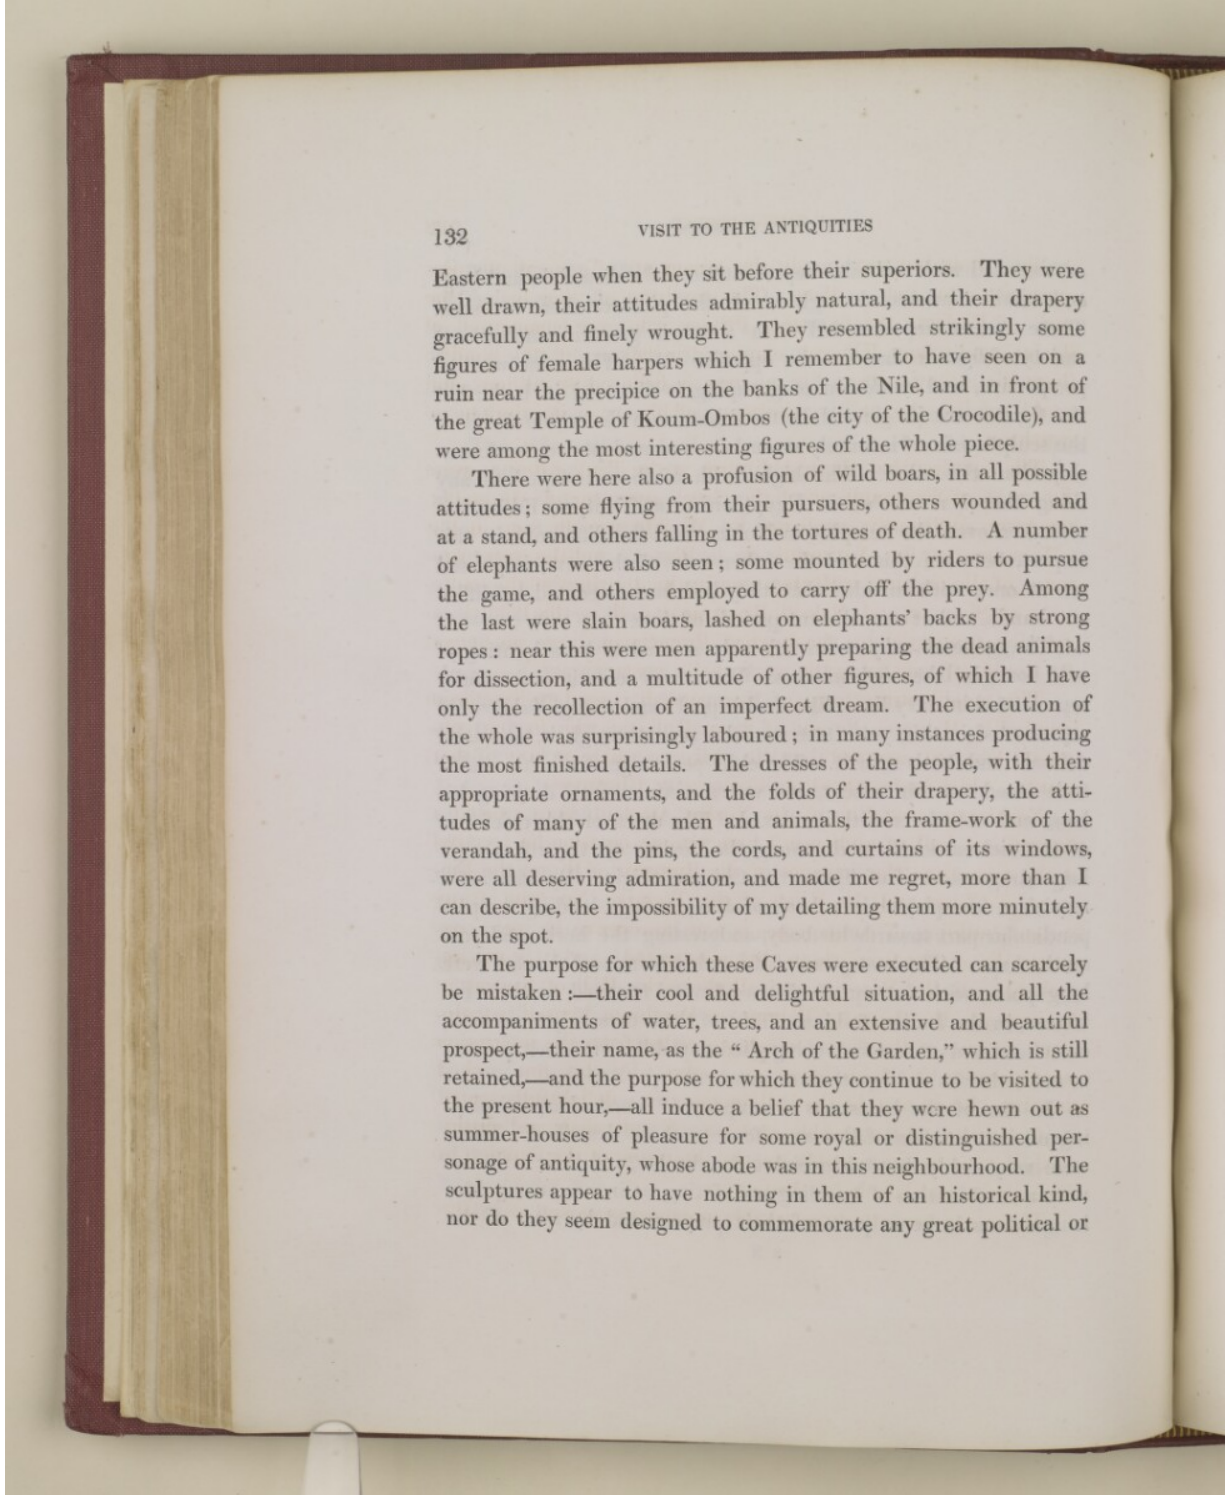 132 VISIT TO THE ANTIQUITIES
Eastern people when they sit before their superiors. They were
well drawn, their attitudes admirably natural, and their drapery
gracefully and finely wrought. They resembled strikingly some
figures of female harpers which I remember to have seen on a
ruin near the precipice on the banks of the Nile, and in front of
the great Temple of Koum-Ombos (the city of the Crocodile), and
were among the most interesting figures of the whole piece.
There were here also a profusion of wild boars, in all possible
attitudes; some flying from their pursuers, others wounded and
at a stand, and others falling in the tortures of death. A number
of elephants were also seen; some mounted by riders to pursue
the game, and others employed to carry off the prey. Among
the last were slain boars, lashed on elephants' backs by strong
ropes: near this were men apparently preparing the dead animals
for dissection, and a multitude of other figures, of which I have
only the recollection of an imperfect dream. The execution of
the whole was surprisingly laboured; in many instances producing
the most finished details. The dresses of the people, with their
appropriate ornaments, and the folds of their drapery, the atti-
tudes of many of the men and animals, the frame-work of the
verandah, and the pins, the cords, and curtains of its windows,
were all deserving admiration, and made me regret, more than I
can describe, the impossibility of my detailing them more minutely
on the spot.
The purpose for which these Caves were executed can scarcely
be mistaken:—their cool and delightful situation, and all the
accompaniments of water, trees, and an extensive and beautiful
prospect,—their name, as the “ Arch of the Garden,” which is still
retained,—and the purpose for which they continue to be visited to
the present hour,—all induce a belief that they were hewn out as
summer-houses of pleasure for some royal or distinguished per-
sonage of antiquity, whose abode was in this neighbourhood. The
sculptures appear to have nothing in them of an historical kind,
nor do they seem designed to commemorate any great political or